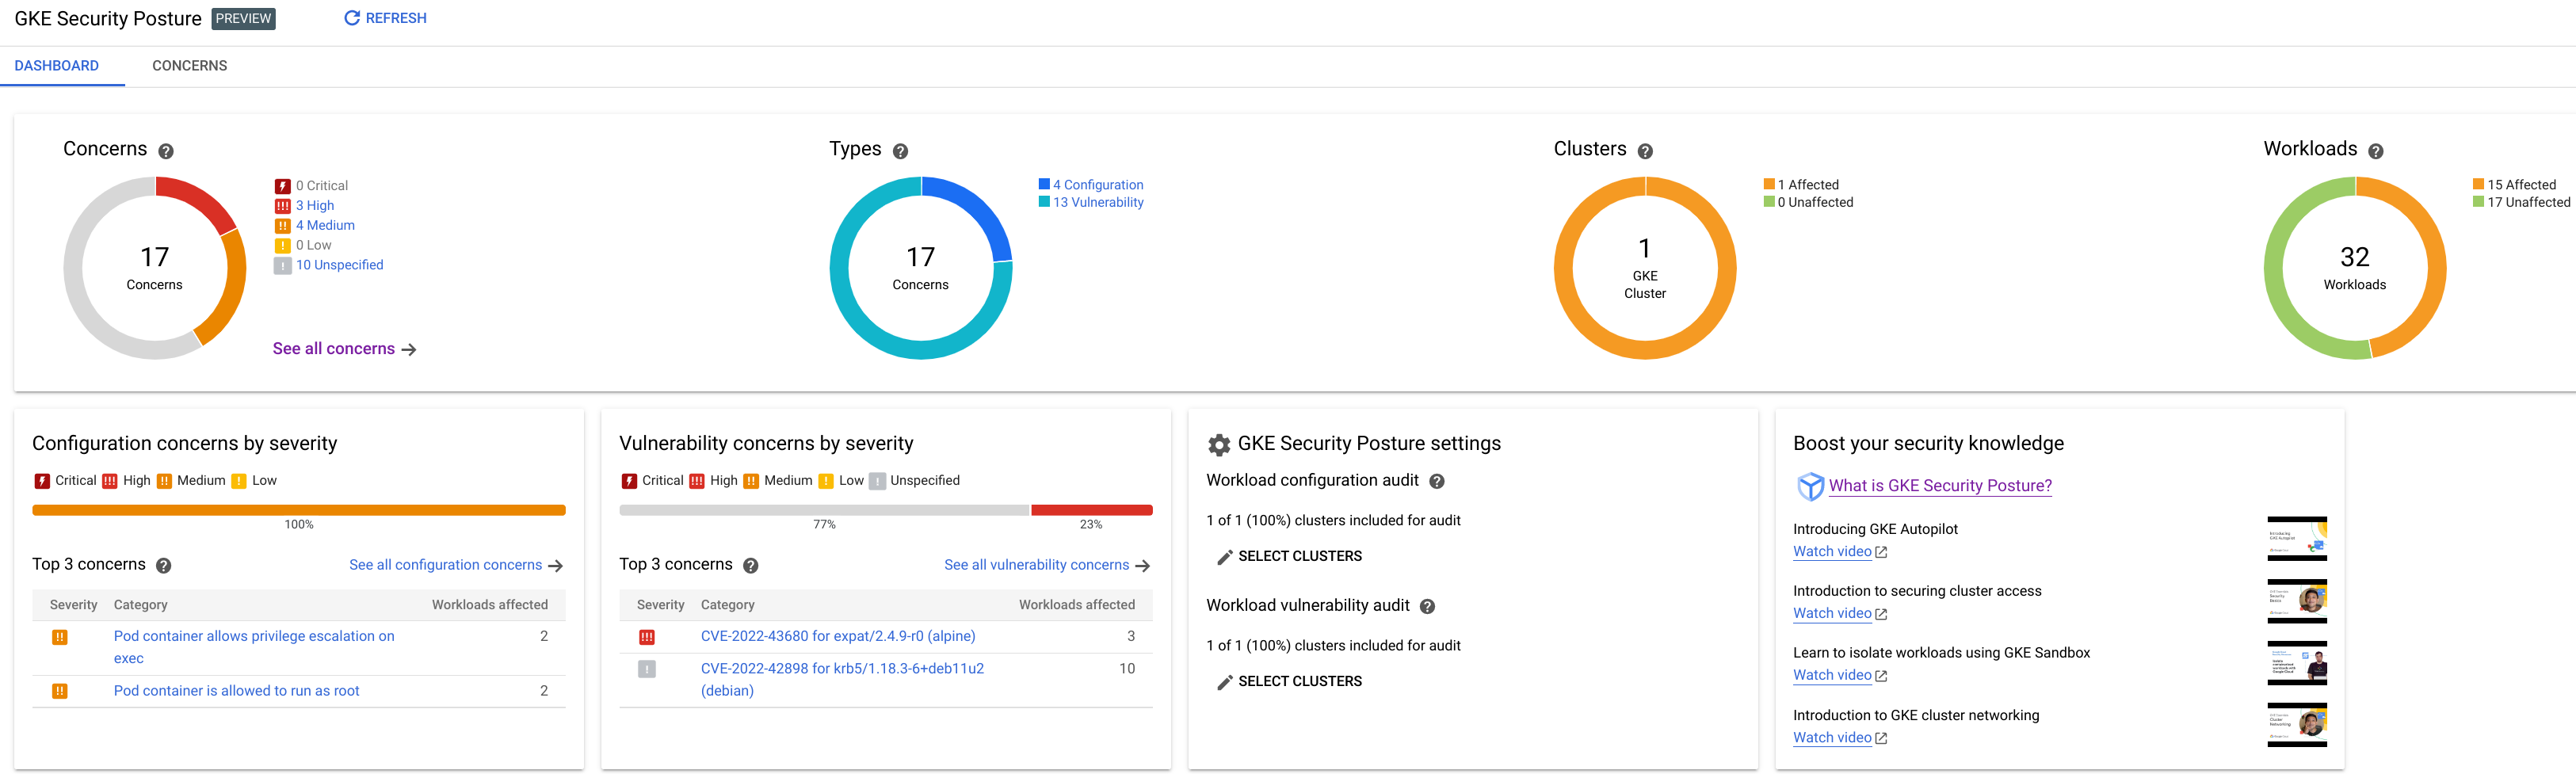 GKE Security Posture PREVIEW REFRESH
DASHBOARD CONCERNS
Concerns
17
Concerns
0 Critical
3 High
4 Medium
0 Low
10 Unspecified
See all concerns
Types
17
Concerns
4 Configuration
13 Vulnerability
Clusters
1
GKE
Cluster
1 Affected
0 Unaffected
Workloads
32
Workloads
15 Affected
17 Unaffected
Configuration concerns by severity
Critical High Medium Low
100%
Top 3 concerns See all configuration concerns
Severity Category Workloads affected
Pod container allows privilege escalation on 2
exec
Pod container is allowed to run as root 2
Vulnerability concerns by severity
Critical High Medium Low Unspecified
77% 23%
Top 3 concerns See all vulnerability concerns
Severity Category Workloads affected
CVE-2022-43680 for expat/2.4.9-r0 (alpine) 3
CVE-2022-42898 for krb5/1.18.3-6+deb11u2 10
(debian)
GKE Security Posture settings
Workload configuration audit
1 of 1 (100%) clusters included for audit
SELECT CLUSTERS
Workload vulnerability audit
1 of 1 (100%) clusters included for audit
SELECT CLUSTERS
Boost your security knowledge
What is GKE Security Posture?
Introducing GKE Autopilot
Watch video
Introduction to securing cluster access
Watch video
Learn to isolate workloads using GKE Sandbox
Watch video
Introduction to GKE cluster networking
Watch video